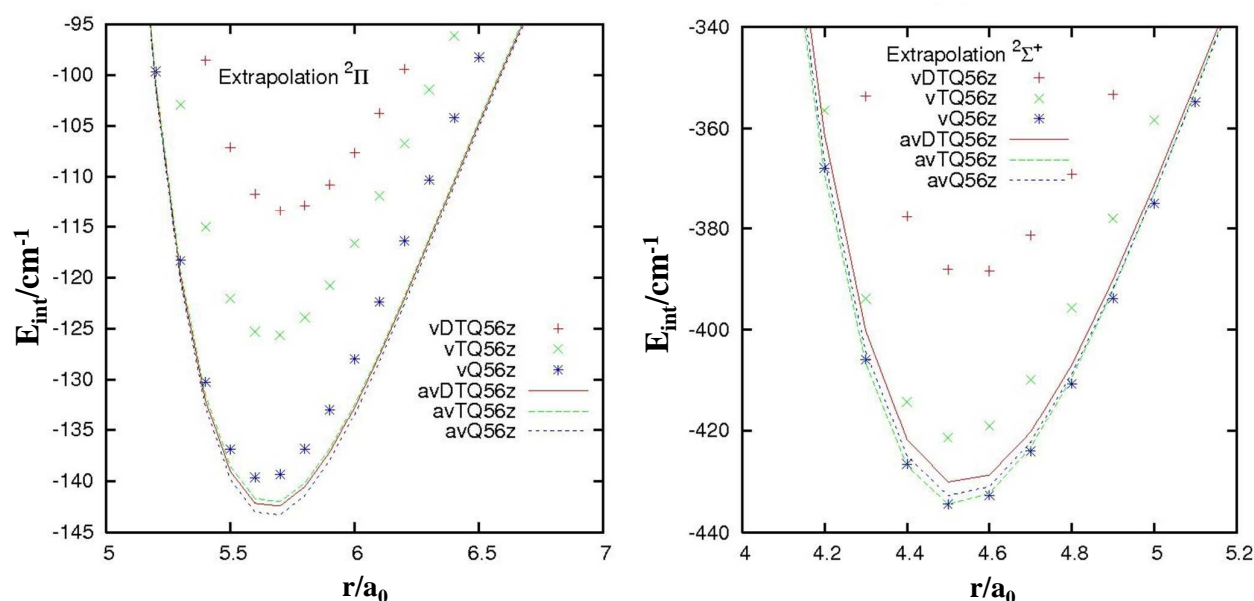 Extrapolation ²Π
vDTQ56z
vTQ56z
vQ56z
avDTQ56z
avTQ56z
avQ56z
-95
-100
-105
-110
-115
-120
-125
-130
-135
-140
-145
5
5.5
6
6.5
7
E_int/cm⁻¹
r/a₀
Extrapolation ²Σ⁺
vDTQ56z
vTQ56z
vQ56z
avDTQ56z
avTQ56z
avQ56z
-340
-360
-380
-400
-420
-440
4
4.2
4.4
4.6
4.8
5
5.2
E_int/cm⁻¹
r/a₀